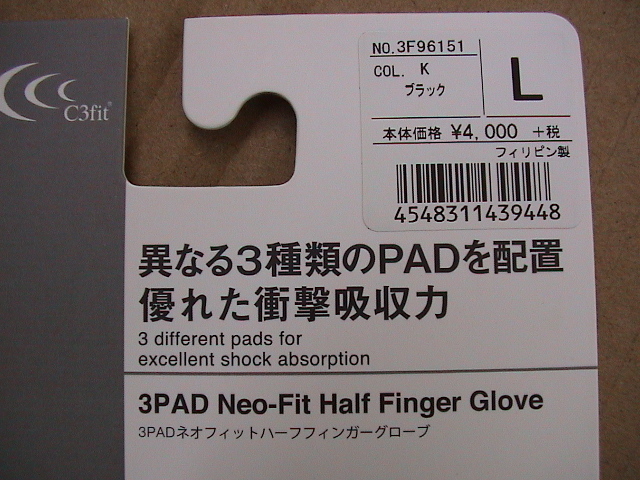 C3fit®
NO.3F96151
COL. K
ブラック
L
本体価格 ¥4,000 +税
フィリピン製
4548311439448
異なる3種類のPADを配置
優れた衝撃吸収力
3 different pads for
excellent shock absorption
3PAD Neo-Fit Half Finger Glove
3PADネオフィットハーフフィンガーグローブ